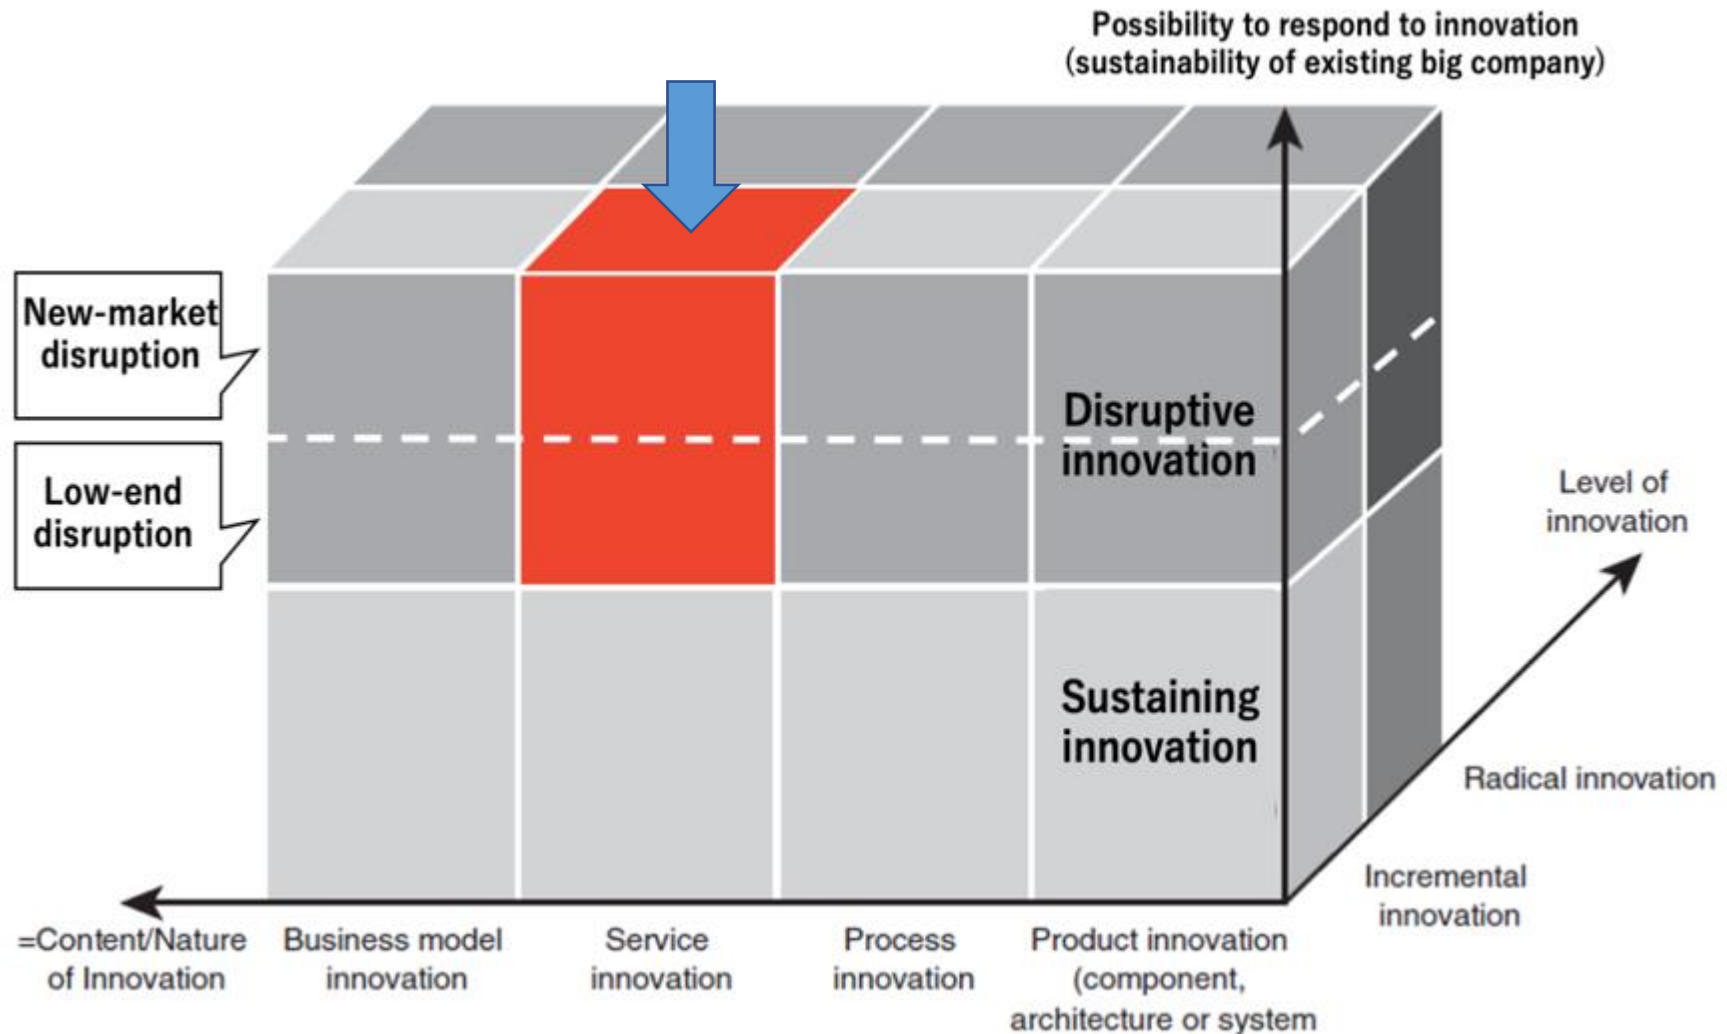 Possibility to respond to innovation
(sustainability of existing big company)
New-market
disruption
Disruptive
innovation
Low-end
disruption
Level of
innovation
Sustaining
innovation
Radical innovation
Incremental
innovation
=Content/Nature
of Innovation
Business model
innovation
Service
innovation
Process
innovation
Product innovation
(component,
architecture or system